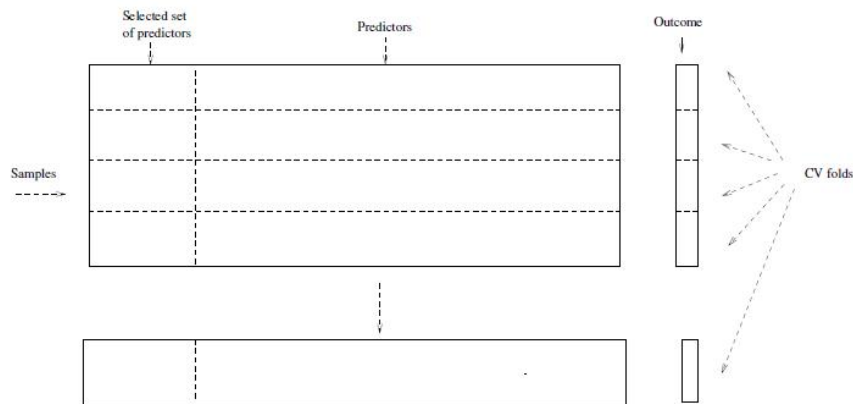 Selected set
of predictors
Predictors
Outcome
Samples
CV folds